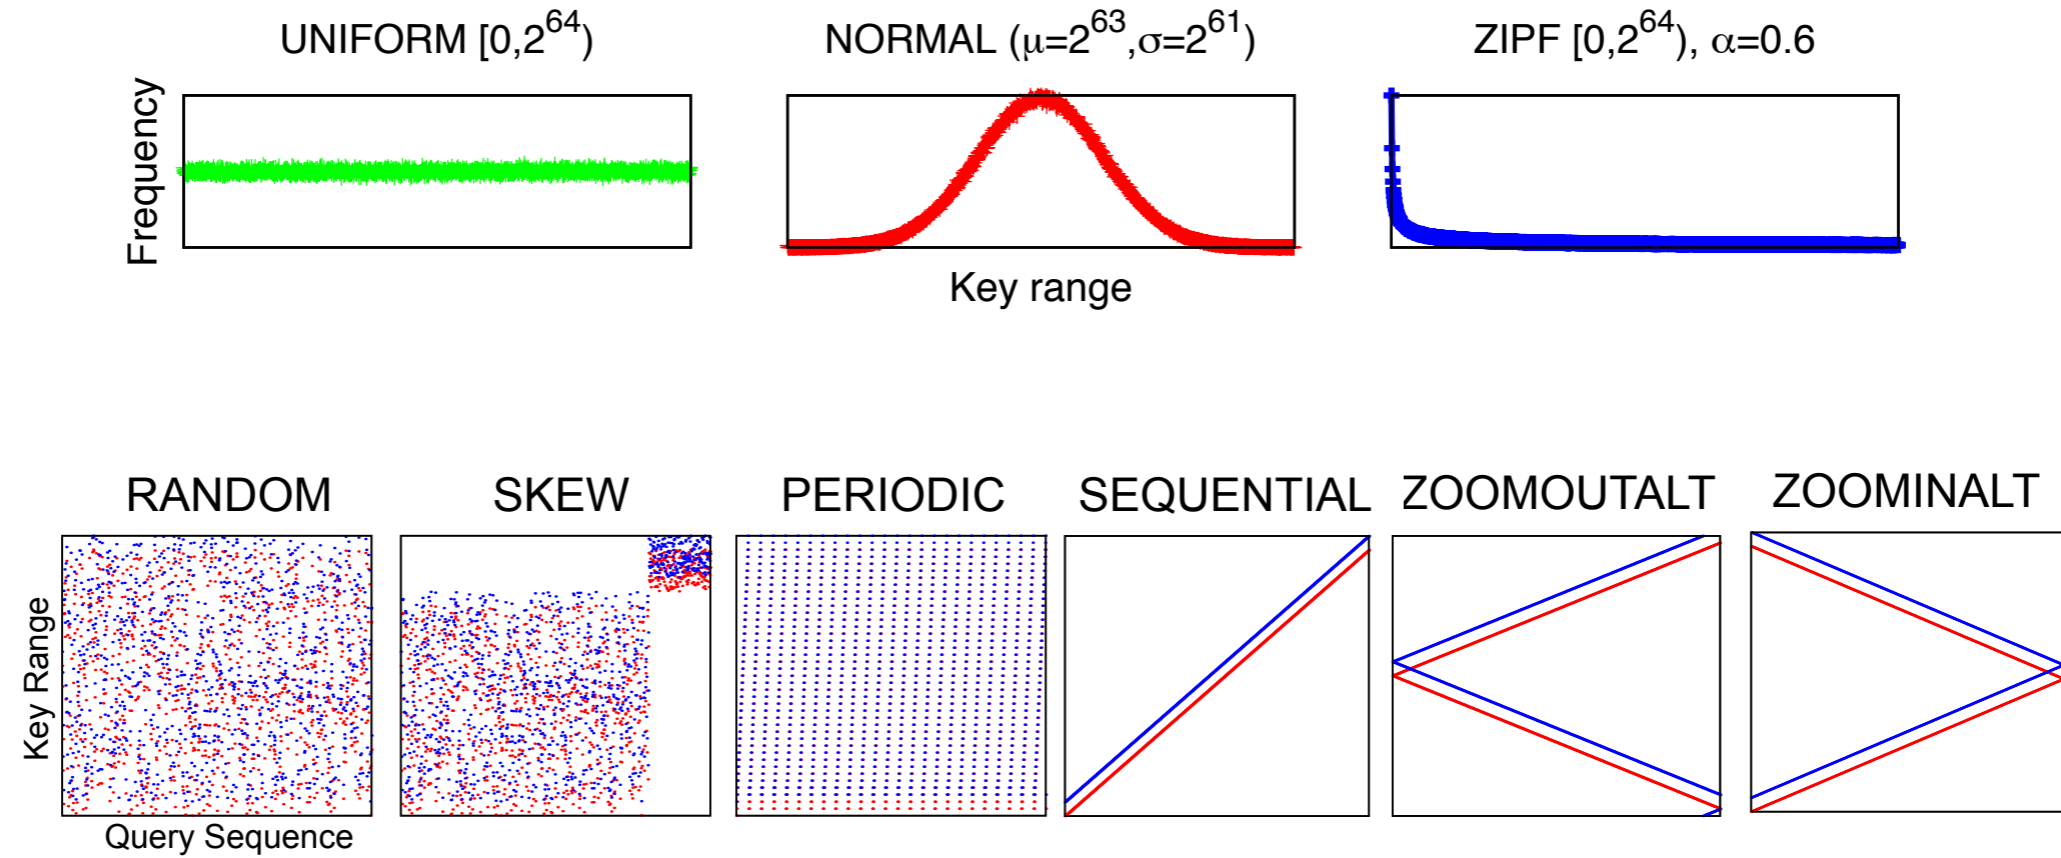 UNIFORM [0,2^64)
NORMAL (μ=2^63,σ=2^61)
ZIPF [0,2^64), α=0.6
Frequency
Key range
RANDOM
SKEW
PERIODIC
SEQUENTIAL
ZOOMOUTALT
ZOOMINALT
Key Range
Query Sequence